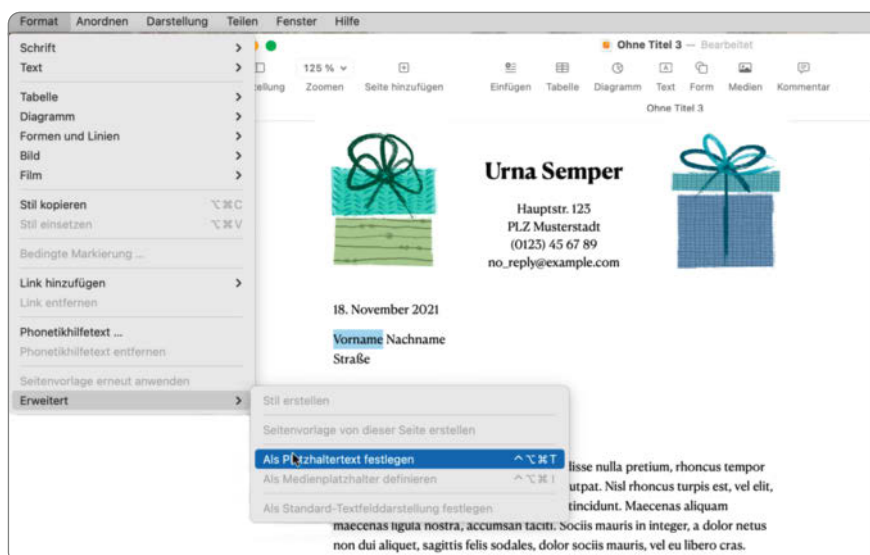 Format Anordnen Darstellung Teilen Fenster Hilfe
Schrift
Text
Tabelle
Diagramm
Formen und Linien
Bild
Film
Stil kopieren ⌥⌘C
Stil einsetzen ⌥⌘V
Bedingte Markierung ...
Link hinzufügen
Link entfernen
Phonetikhilfetext ...
Phonetikhilfetext entfernen
Seitenvorlage erneut anwenden
Erweitert
Stil erstellen
Seitenvorlage von dieser Seite erstellen
Als Platzhaltertext festlegen ^⌥⌘T
Als Medienplatzhalter definieren ^⌥⌘I
Als Standard-Textfelddarstellung festlegen
Ohne Titel 3 — Bearbeitet
125 %
Zoomen Seite hinzufügen Einfügen Tabelle Diagramm Text Form Medien Kommentar
Ohne Titel 3
Urna Semper
Hauptstr. 123
PLZ Musterstadt
(0123) 45 67 89
no_reply@example.com
18. November 2021
Vorname Nachname
Straße
nulla pretium, rhoncus tempor
Nisl rhoncus turpis est, vel elit,
tincidunt. Maecenas aliquam
maecenas ligula nostra, accumsan taciti. Sociis mauris in integer, a dolor netus
non dui aliquet, sagittis felis sodales, dolor sociis mauris, vel eu libero cras.